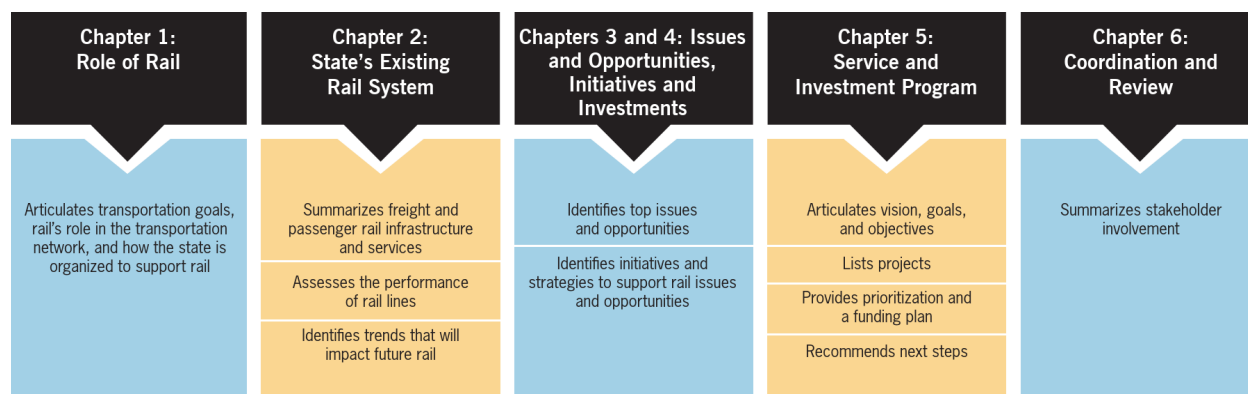 Chapter 1:
Role of Rail
Articulates transportation goals,
rail's role in the transportation
network, and how the state is
organized to support rail
Chapter 2:
State's Existing
Rail System
Summarizes freight and
passenger rail infrastructure
and services
Assesses the performance
of rail lines
Identifies trends that will
impact future rail
Chapters 3 and 4: Issues
and Opportunities,
Initiatives and
Investments
Identifies top issues
and opportunities
Identifies initiatives and
strategies to support rail issues
and opportunities
Chapter 5:
Service and
Investment Program
Articulates vision, goals,
and objectives
Lists projects
Provides prioritization and
a funding plan
Recommends next steps
Chapter 6:
Coordination and
Review
Summarizes stakeholder
involvement